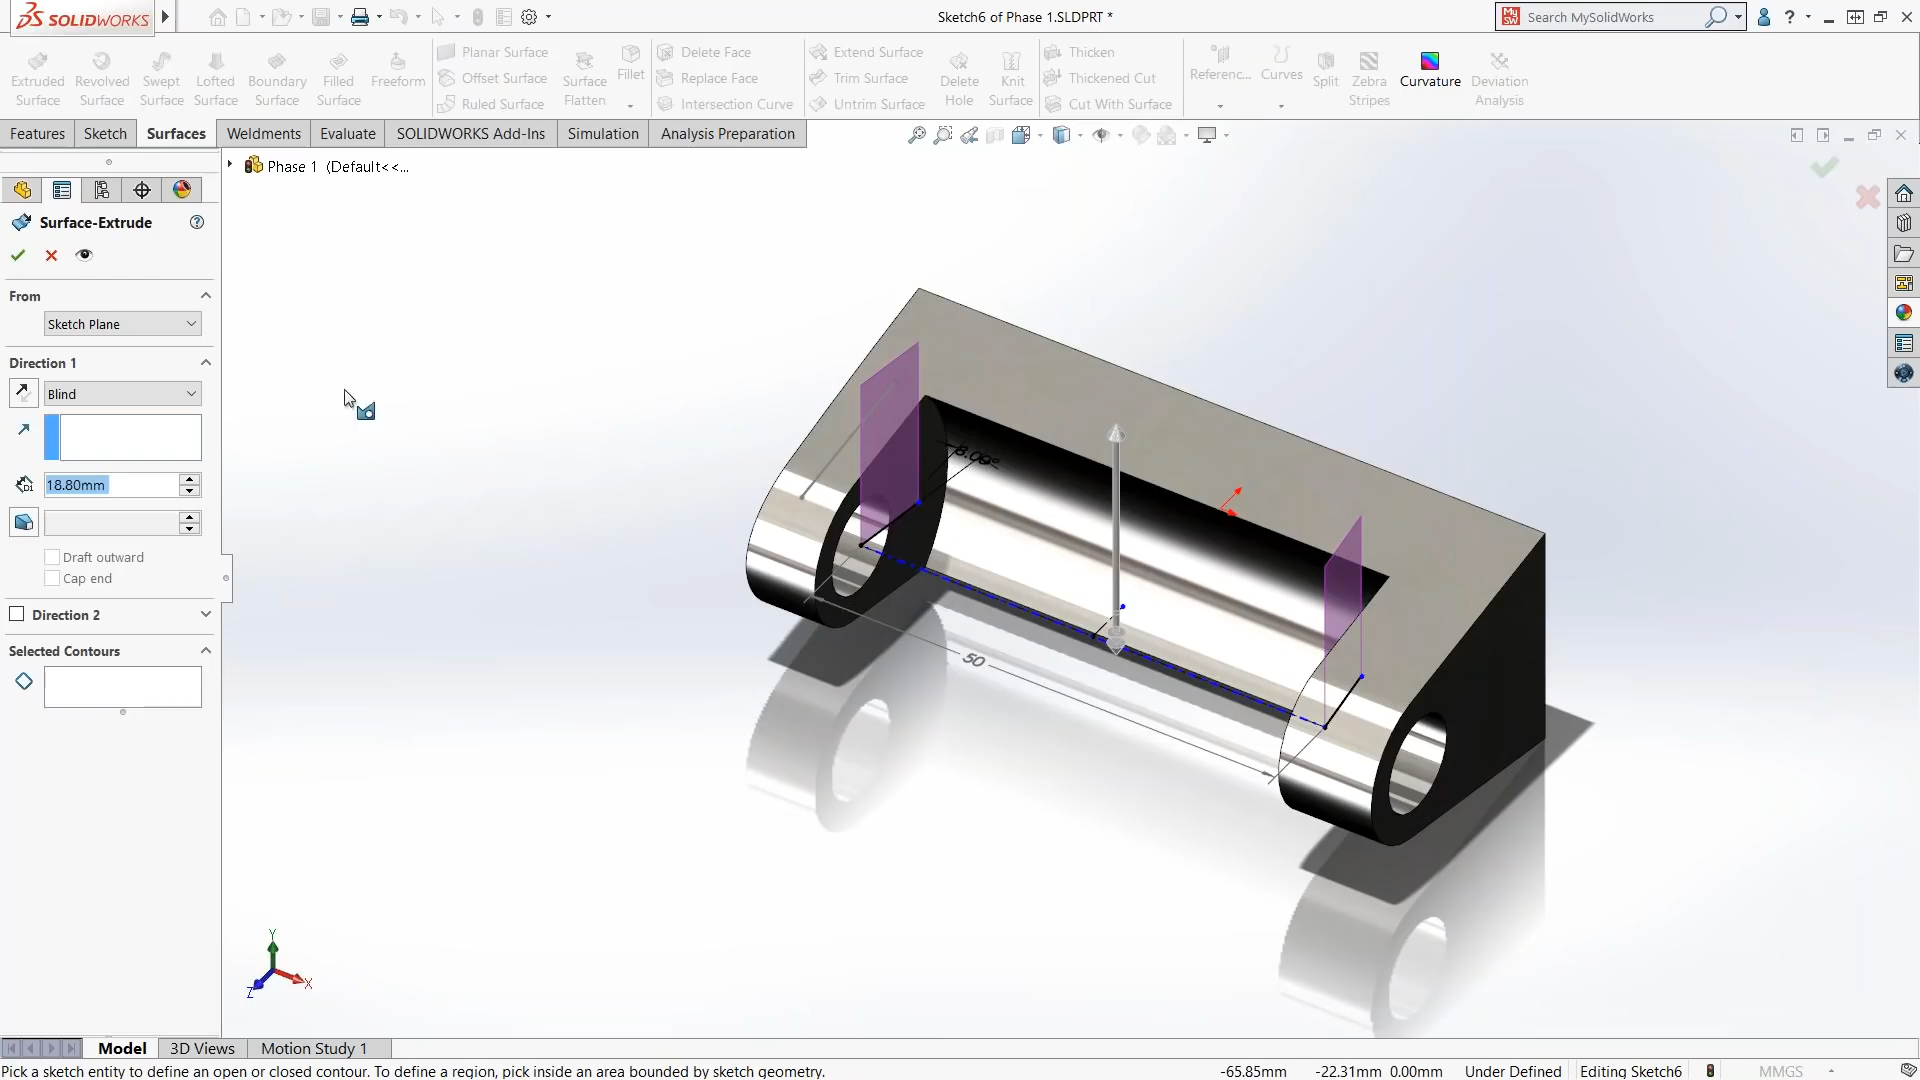 SOLIDWORKS
Sketch6 of Phase 1.SLDPRT *
Search MySolidWorks
?
Extruded Surface
Revolved Surface
Swept Surface
Lofted Surface
Boundary Surface
Filled Surface
Freeform
Planar Surface
Offset Surface
Ruled Surface
Surface Flatten
Fillet
Delete Face
Replace Face
Intersection Curve
Extend Surface
Trim Surface
Untrim Surface
Delete Hole
Knit Surface
Thicken
Thickened Cut
Cut With Surface
Referenc...
Curves
Split
Zebra Stripes
Curvature
Deviation Analysis
Features
Sketch
Surfaces
Weldments
Evaluate
SOLIDWORKS Add-Ins
Simulation
Analysis Preparation
Phase 1 (Default<<...
Surface-Extrude
From
Sketch Plane
Direction 1
Blind
18.80mm
Draft outward
Cap end
Direction 2
Selected Contours
50
Y
X
Z
Model
3D Views
Motion Study 1
Pick a sketch entity to define an open or closed contour. To define a region, pick inside an area bounded by sketch geometry.
-65.85mm
-22.31mm
0.00mm
Under Defined
Editing Sketch6
MMGS